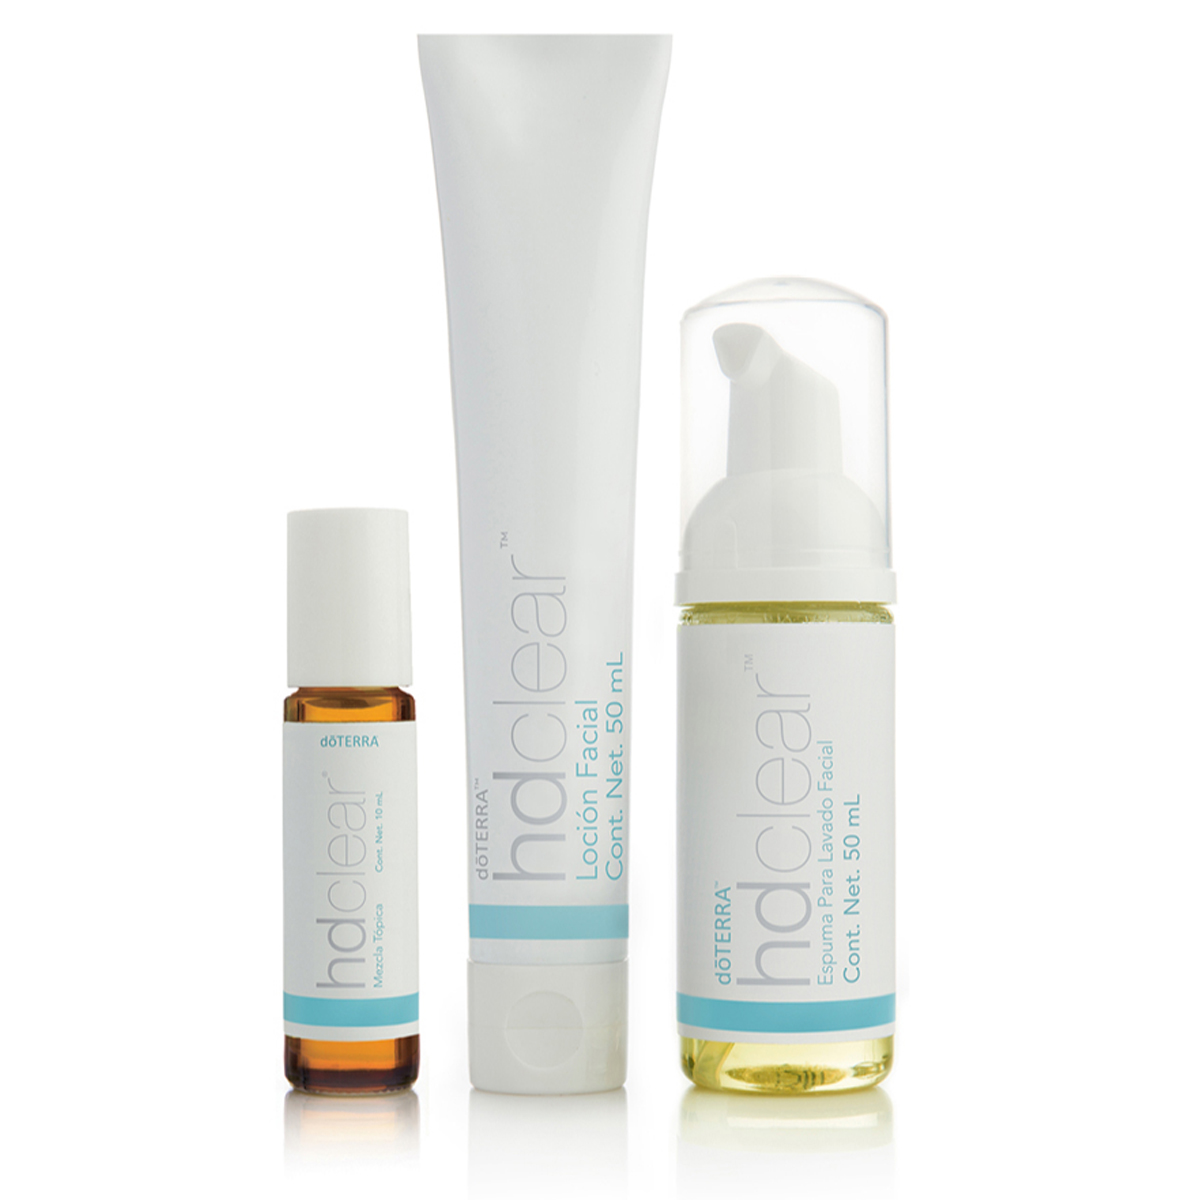 dōTERRA
hdclear®
Mezcla Tópica Cont. Net. 10 mL
dōTERRA™
hdclear™
Loción Facial
Cont. Net. 50 mL
dōTERRA™
hdclear™
Espuma Para Lavado Facial
Cont. Net. 50 mL